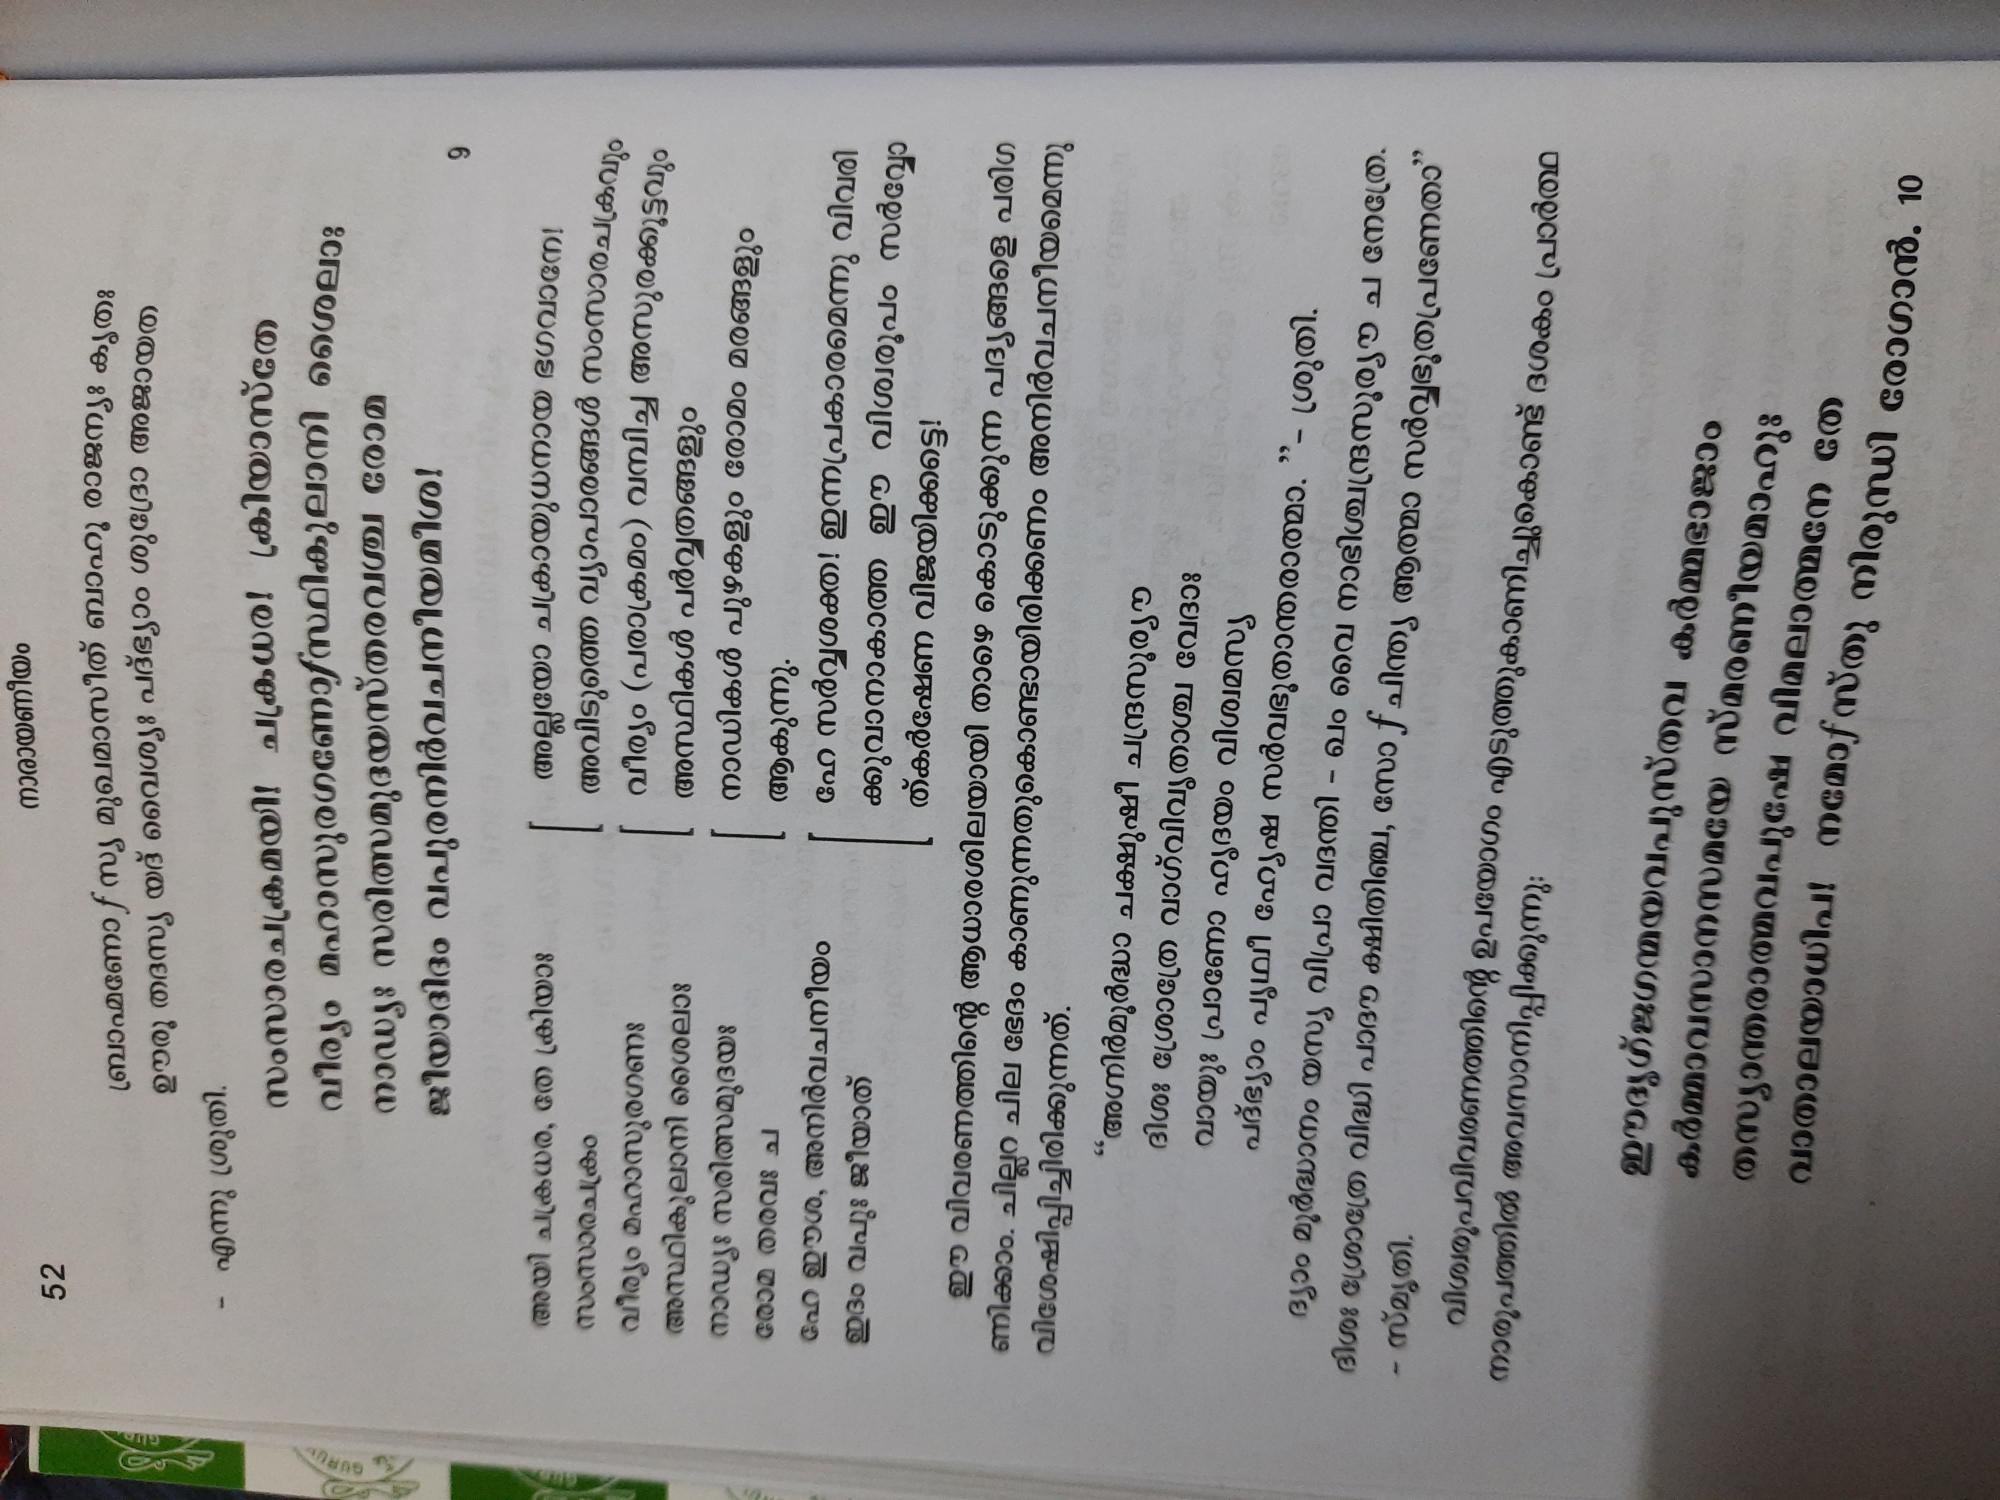 നാരായണീയം
52
ബ്രാഹ്മണോƒസ്യ മുഖമാസീത് ബാഹൂ രാജന്യഃ കൃതഃ
ഊരൂ തദസ്യ യദ് വൈശ്യഃ പദ്ഭ്യാം ശുദ്രോ അജായത
- എന്നു ശ്രുതി.
സംസാരചക്രമയി! ചക്രധര! ക്രിയാസ്തേ
വീര്യം മഹാസുരഗണോƒസ്ഥികുലാനി ശൈലാഃ
നാഡ്യഃ സരിത്സമുദയസ്തരവശ്ച രോമ
ജീയാദിദം വപുരനിർവചനീയമീശ!
9
അയി ചക്രധര, തേ ക്രിയാഃ
സംസാരചക്രം
വീര്യം മഹാസുരഗണഃ
അസ്ഥികുലാനി ശൈലാഃ
നാഡ്യഃ സരിത്സമുദയഃ
രോമ തരവഃ ച
ഹേ ഈശ, അനിർവചനീയം
ഇദം വപുഃ ജീയാത്
അല്ലയോ ചക്രായുധനായ ഭഗവാനേ!
അവിടുത്തെ വ്യാപാരങ്ങൾ സംസാരചക്രവും
വീര്യം (പരാക്രമം) വമ്പിച്ച അസുരക്കൂട്ടവും
അസ്ഥികൾ പർവ്വതങ്ങളും
നാഡികൾ പുഴകളും രോമം മരങ്ങളും
ആകുന്നു.
ഹേ സർവ്വശക്ത! ഇന്നപ്രകാരമെന്നു വിവരി
ക്കുവാനാകാത്ത ഈ വിശ്വരൂപം സർവ്വോ
ത്കർഷേണ വിജയിക്കട്ടെ!
ഈ വിവരണത്തിന്റെ ആധാരശിലയായി താഴെ കൊടുക്കുന്ന പദ്യങ്ങളെ പരിഗ
ണിക്കാം. ചില്ലറ ചില ഭേദം കാണുന്നതുകൊണ്ടായിരിക്കണം അനിർവചനീയമെന്നു
വിശേഷിപ്പിച്ചിരിക്കുന്നത്.
“അഗ്നിർമൂർദ്ധാ ചക്ഷുഷീ ചന്ദ്രസൂര്യൗ
ദിശഃ ശ്രോത്രേ വാഗ്വിവൃതാശ്ച വേദാഃ
വായുഃ പ്രാണോ ഹൃദയം വിശ്വമസ്യ
പദ്ഭ്യാം പൃഥ്വീ ഹ്യേഷ സർവഭൂതാന്തരാത്മാ. ”- ശ്രുതി.
ദ്യാം മൂർദ്ധാനം യസ്യ വിപ്രാ വദന്തി - ഖം വൈ നാഭിശ്ചന്ദ്രസൂര്യൗ ച നേത്രേ.
ദിശഃ ശ്രോത്രേ വിദ്ധി പാദൗ ക്ഷിതിഞ്ച, സോƒചിന്ത്യ ആത്മാ സർവ്വഭൂതപ്രണേതാ”
- സ്മൃതി.
വിശ്വരൂപവിവരണത്തിന്റെ ഉപയോഗം എടുത്തുകാണിച്ചുകൊണ്ട് ദശകം പ്രാർത്ഥ
നാരൂപത്തിൽ അവസാനിപ്പിക്കുന്നു:
ഈദൃഗ്ജഗന്മയവപുസ്തവ കർമ്മഭാജാം
കർമ്മാവസാനസമയേ സ്മരണീയമാഹുഃ
തസ്യാന്തരാത്മവപുഷേ വിമലാത്മനേ തേ
വാതാലയാധിപ! നമോƒസ്തു നിരുന്ധി രോഗാൻ. 10